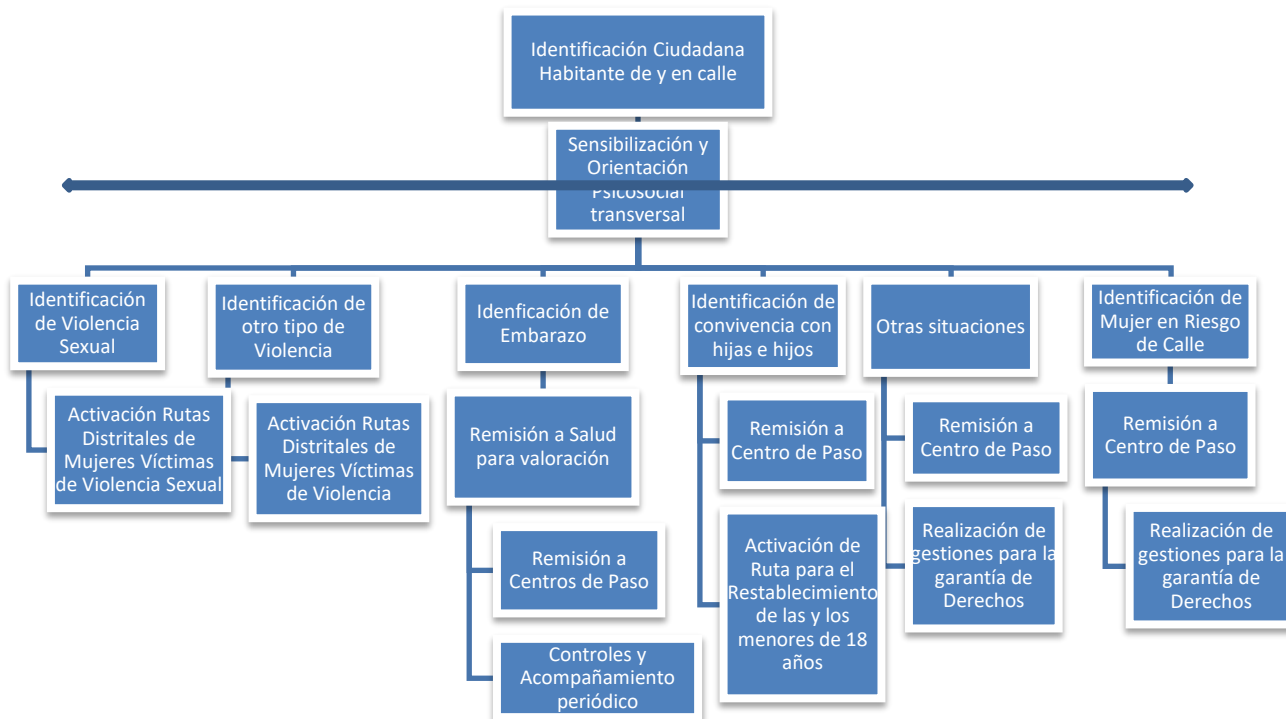 Identificación Ciudadana
Habitante de y en calle
Sensibilización y
Orientación
Psicosocial
transversal
Identificación
de Violencia
Sexual
Activación Rutas
Distritales de
Mujeres Víctimas
de Violencia Sexual
Identificación de
otro tipo de
Violencia
Activación Rutas
Distritales de
Mujeres Víctimas
de Violencia
Idenficación de
Embarazo
Remisión a Salud
para valoración
Remisión a
Centros de Paso
Controles y
Acompañamiento
periódico
Identificación de
convivencia con
hijas e hijos
Remisión a
Centro de Paso
Activación de
Ruta para el
Restablecimiento
de las y los
menores de 18
años
Otras situaciones
Remisión a
Centro de Paso
Realización de
gestiones para la
garantía de
Derechos
Identificación de
Mujer en Riesgo
de Calle
Remisión a
Centro de Paso
Realización de
gestiones para la
garantía de
Derechos